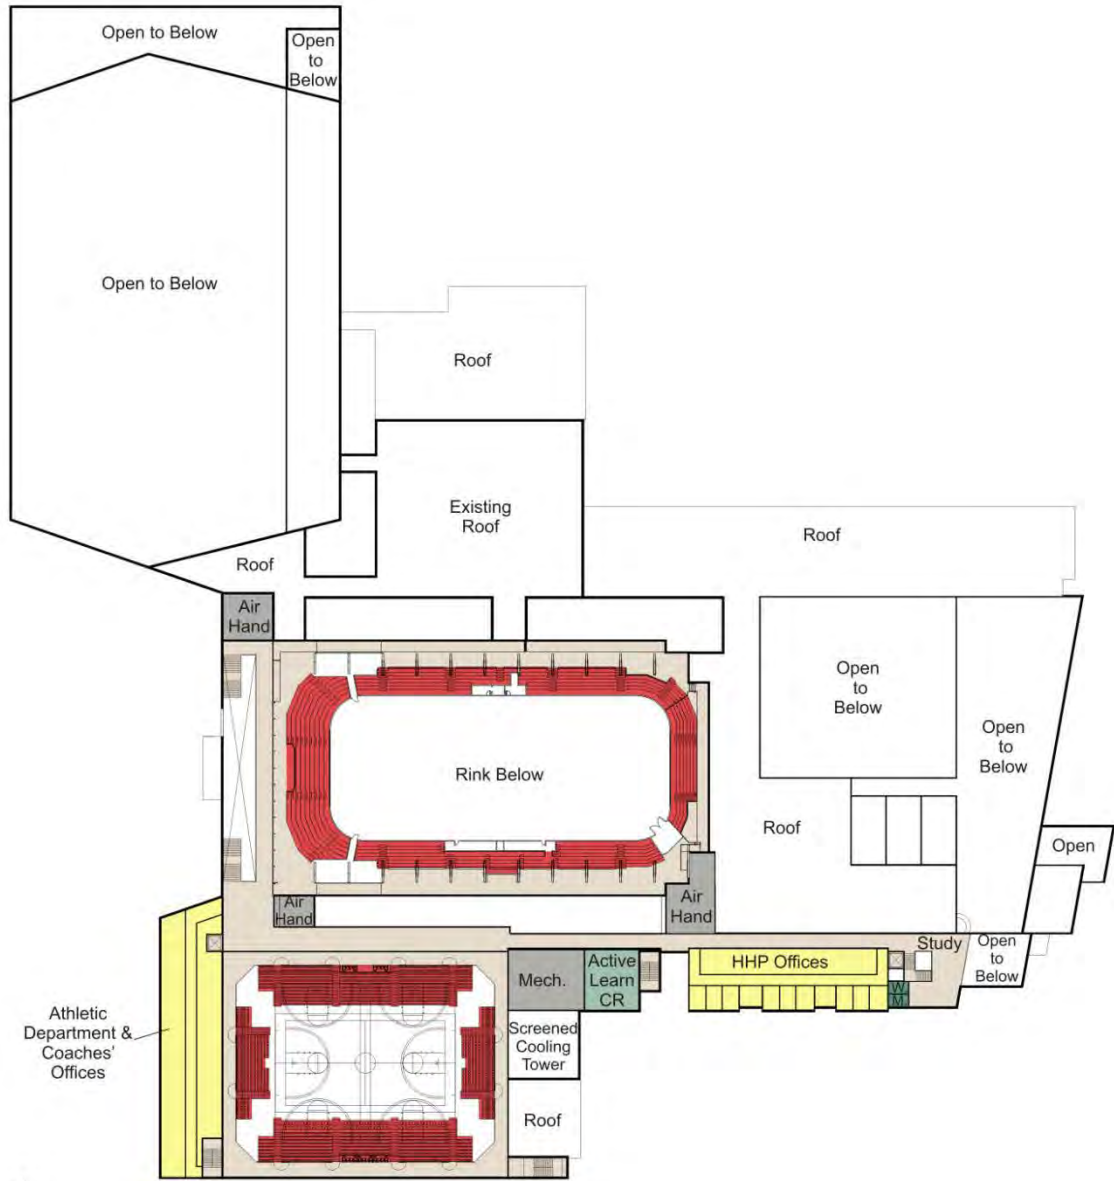 Open to Below
Open
to
Below
Open to Below
Roof
Existing
Roof
Roof
Roof
Air
Hand
Open
to
Below
Open
to
Below
Rink Below
Roof
Open
Air
Hand
Air
Hand
Study
Open
to
Below
HHP Offices
Mech.
Active
Learn
CR
W
M
Athletic
Department &
Coaches'
Offices
Screened
Cooling
Tower
Roof